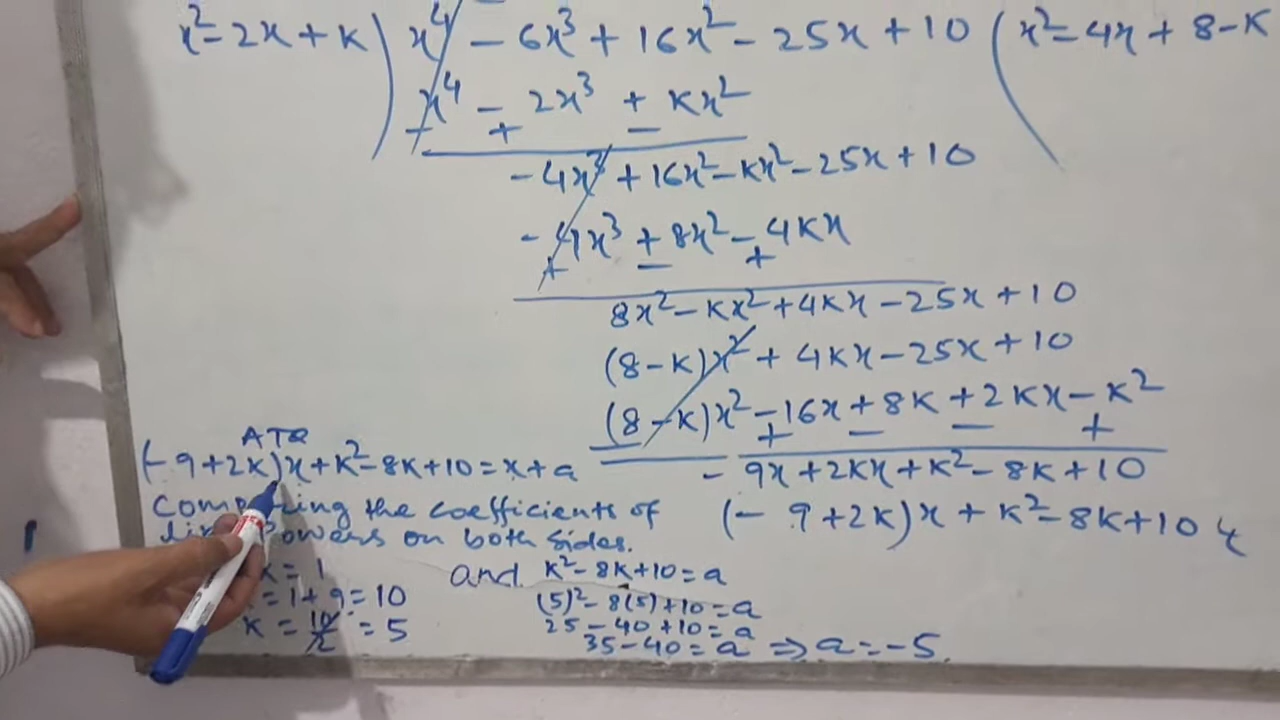 x²-2x+k) x⁴ - 6x³ + 16x² - 25x + 10 (x²-4x + 8-k
x⁴ - 2x³ + kx²
- + -
-4x³ + 16x² - kx² - 25x + 10
- 4x³ + 8x² - 4kx
+ - +
8x² - kx² + 4kx - 25x + 10
(8-k)x² + 4kx - 25x + 10
(8-k)x² - 16x + 8k + 2kx - k²
+ - - +
- 9x + 2kx + k² - 8k + 10
(- 9 + 2k)x + k² - 8k + 10
ATQ
(- 9 + 2k)x + k² - 8k + 10 = x + a
the coefficients of
on both sides.
k = 1
= 1 + 9 = 10
k = 10/2 = 5
and k² - 8k + 10 = a
(5)² - 8(5) + 10 = a
25 - 40 + 10 = a
35 - 40 = a ⇒ a = -5